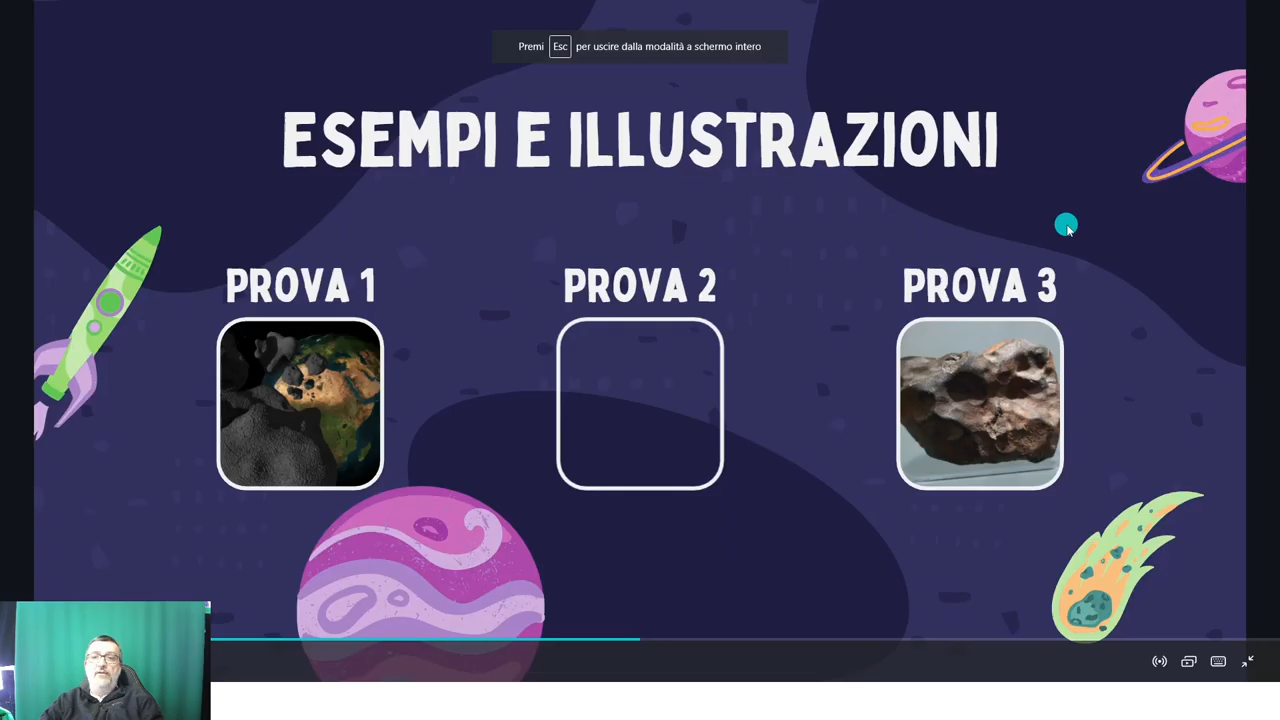 Premi Esc per uscire dalla modalità a schermo intero
ESEMPI E ILLUSTRAZIONI
PROVA 1
PROVA 2
PROVA 3